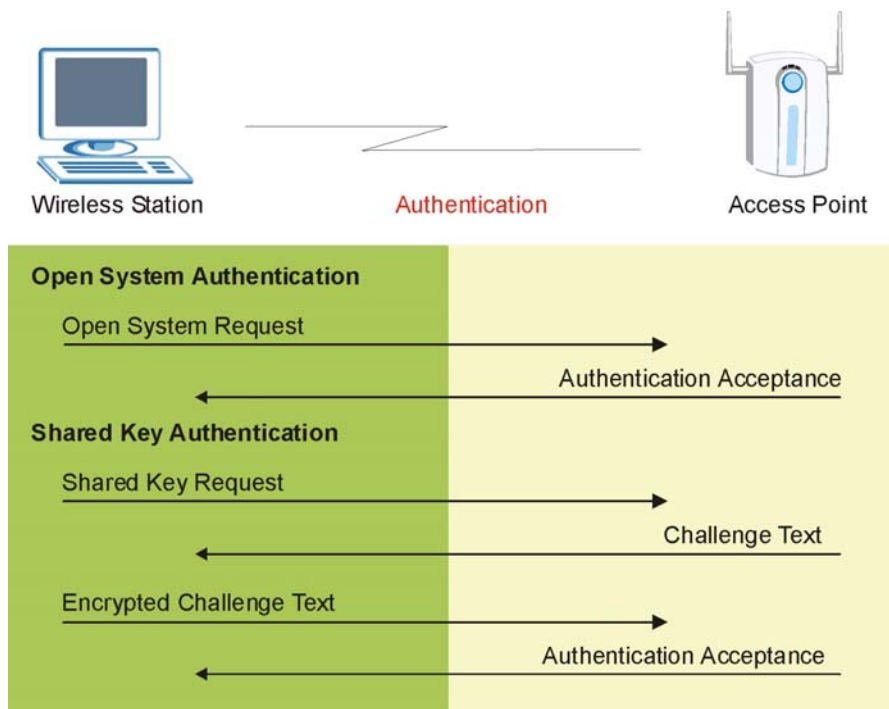 Wireless Station
Authentication
Access Point
Open System Authentication
Open System Request
Authentication Acceptance
Shared Key Authentication
Shared Key Request
Challenge Text
Encrypted Challenge Text
Authentication Acceptance